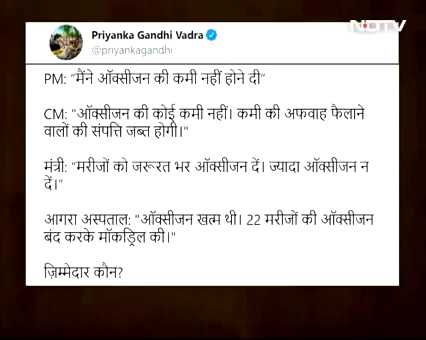 NDTV
Priyanka Gandhi Vadra
@priyankagandhi
PM: "मैंने ऑक्सीजन की कमी नहीं होने दी"
CM: "ऑक्सीजन की कोई कमी नहीं। कमी की अफवाह फैलाने
वालों की संपत्ति जब्त होगी।"
मंत्री: "मरीजों को जरूरत भर ऑक्सीजन दें। ज्यादा ऑक्सीजन न
दें।"
आगरा अस्पताल: "ऑक्सीजन खत्म थी। 22 मरीजों की ऑक्सीजन
बंद करके मॉकड्रिल की।"
ज़िम्मेदार कौन?